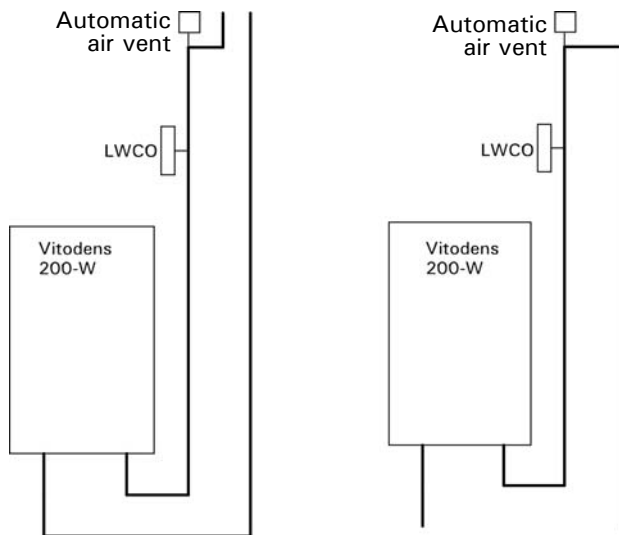 Automatic
air vent
LWCO
Vitodens
200-W
Automatic
air vent
LWCO
Vitodens
200-W